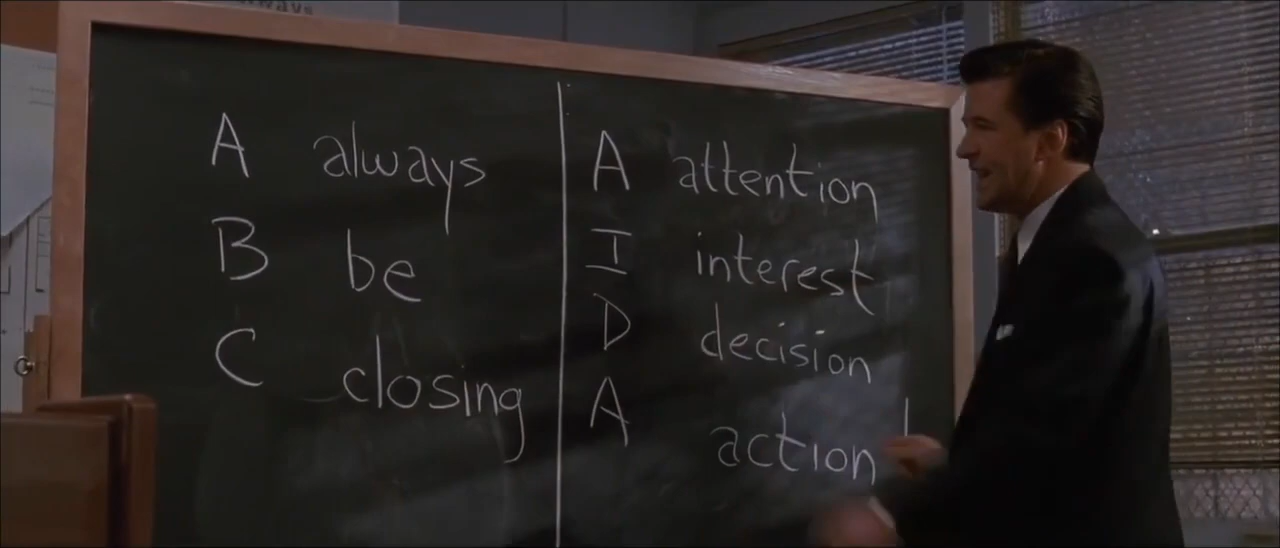 A always
B be
C closing
A attention
I interest
D decision
A action